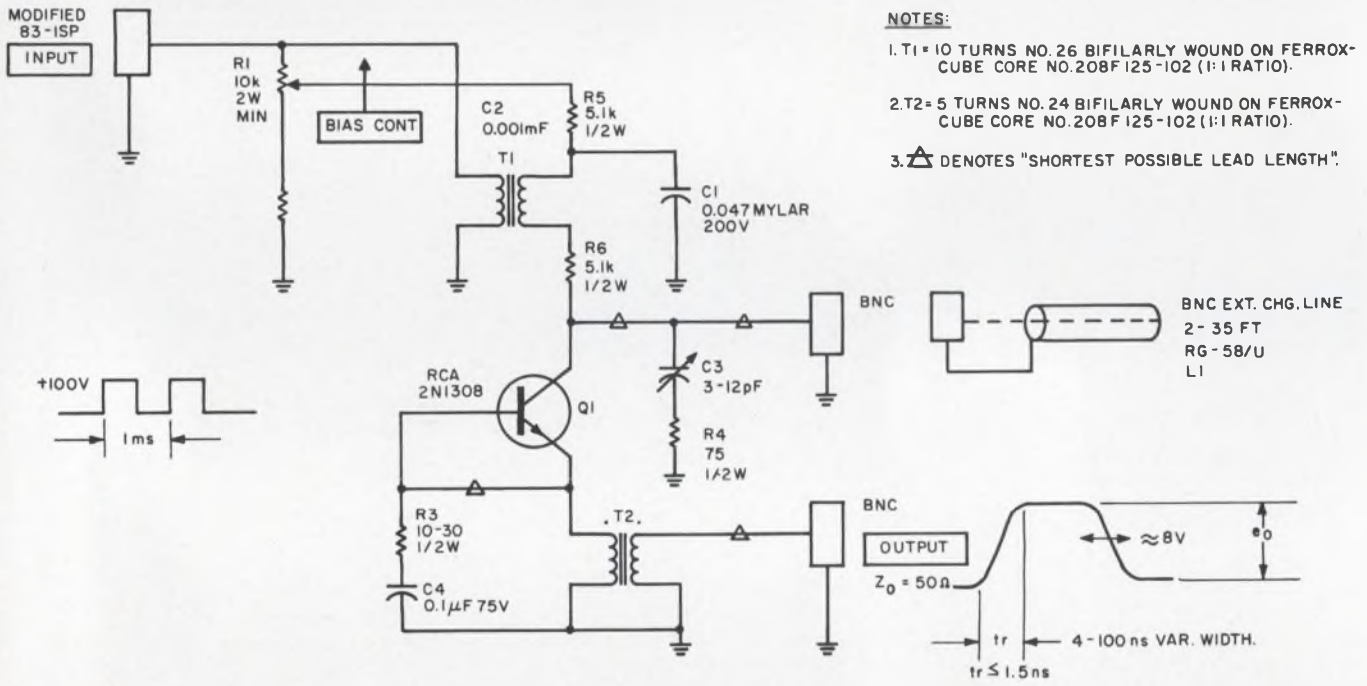 MODIFIED
83-1SP
INPUT
R1
10k
2W
MIN
BIAS CONT
C2
0.001mF
T1
R5
5.1k
1/2W
C1
0.047 MYLAR
200V
R6
5.1k
1/2W
NOTES:
1. T1 = 10 TURNS NO. 26 BIFILARLY WOUND ON FERROX-
CUBE CORE NO. 208F 125-102 (1:1 RATIO).
2. T2 = 5 TURNS NO. 24 BIFILARLY WOUND ON FERROX-
CUBE CORE NO. 208F 125-102 (1:1 RATIO).
3. △ DENOTES "SHORTEST POSSIBLE LEAD LENGTH".
BNC
BNC EXT. CHG. LINE
2-35 FT
RG-58/U
L1
+100V
1ms
RCA
2N1308
Q1
C3
3-12pF
R4
75
1/2W
R3
10-30
1/2W
C4
0.1μF 75V
.T2.
BNC
OUTPUT
Z₀ = 50Ω
≈8V
e₀
tr
4-100 ns VAR. WIDTH.
tr ≤ 1.5ns